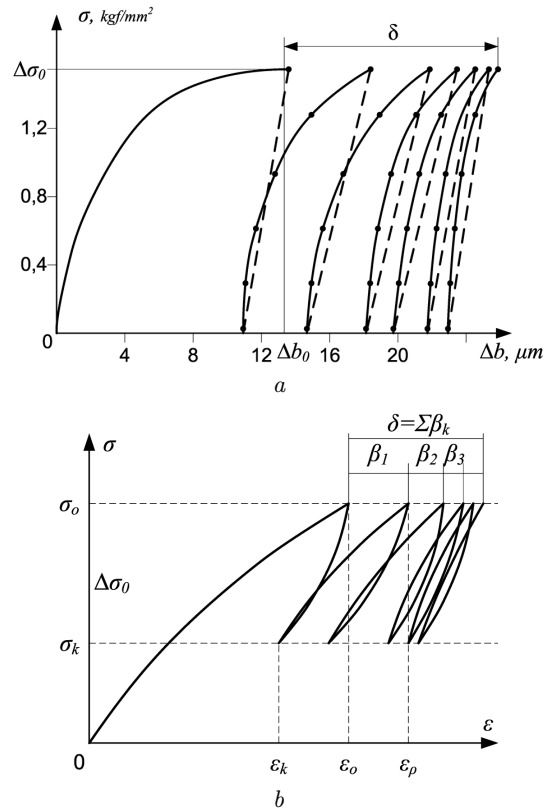 σ, kgf/mm²
δ
Δσ₀
1,2
0,8
0,4
0
4
8
12
Δb₀
16
20
Δb, μm
a
δ=Σβₖ
σ
β₁
β₂
β₃
σₒ
Δσ₀
σₖ
0
εₖ
εₒ
εᵨ
ε
b